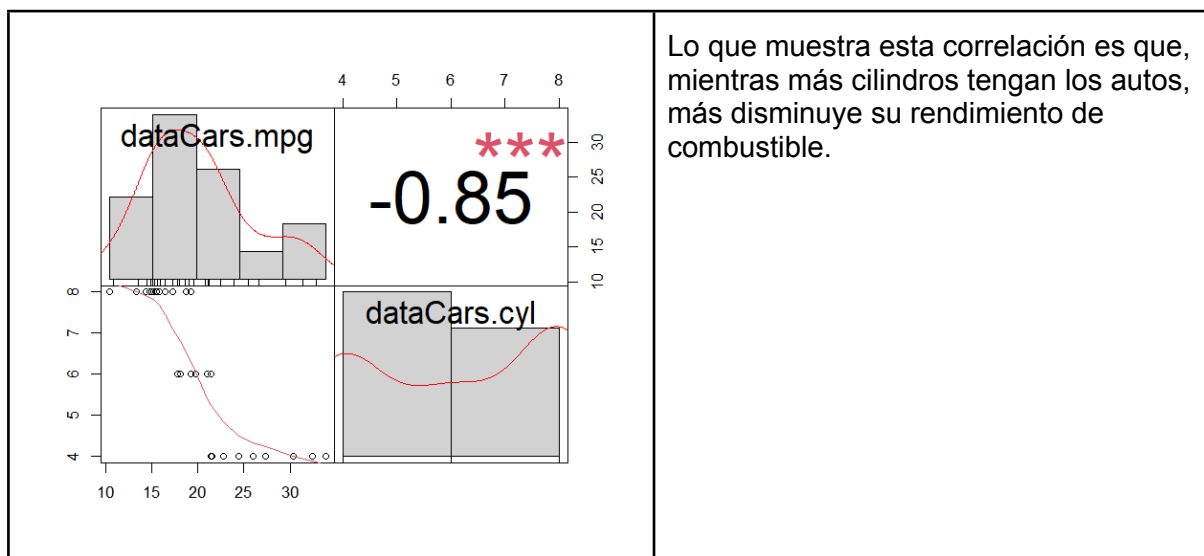 4 5 6 7 8
dataCars.mpg
***
-0.85
30
25
20
15
10
8
7
6
5
4
dataCars.cyl
10 15 20 25 30
Lo que muestra esta correlación es que,
mientras más cilindros tengan los autos,
más disminuye su rendimiento de
combustible.